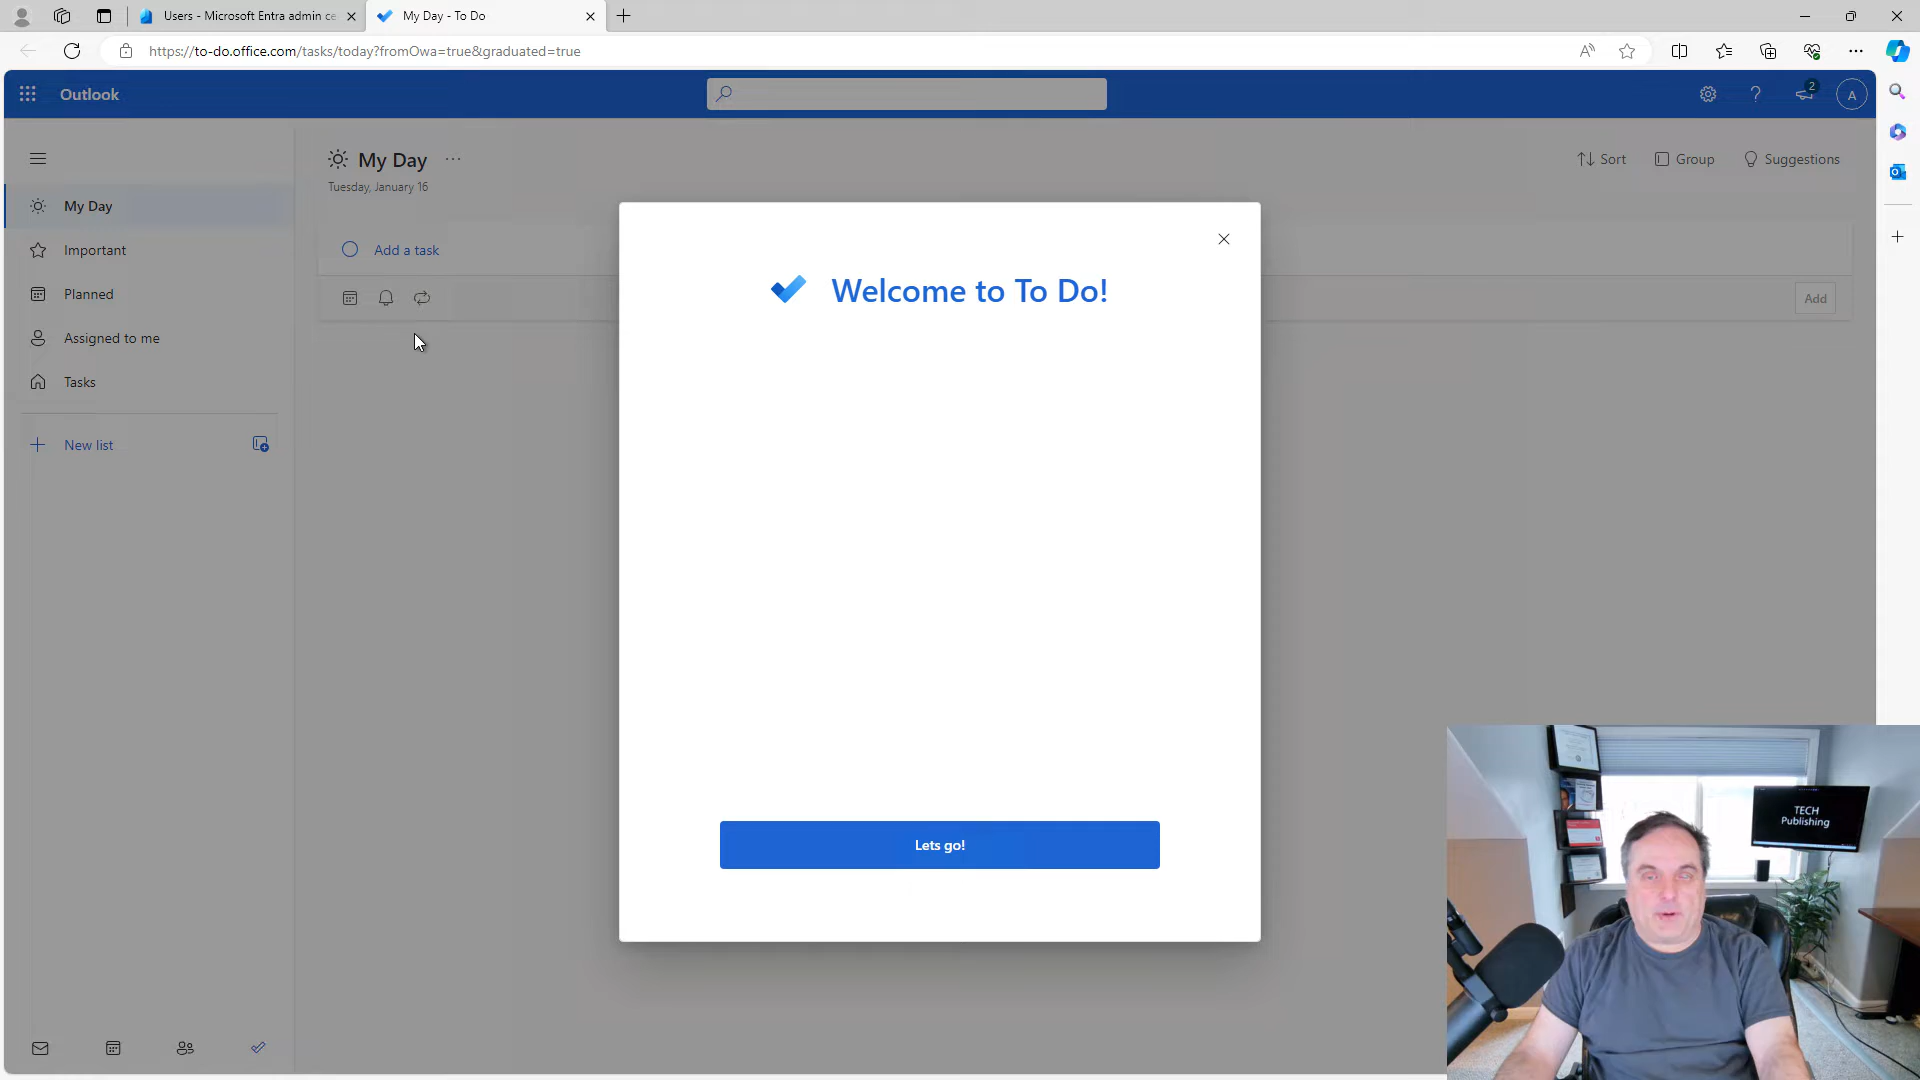 Users - Microsoft Entra admin ce
My Day - To Do
https://to-do.office.com/tasks/today?fromOwa=true&graduated=true
Outlook
2
A
My Day
Tuesday, January 16
Sort
Group
Suggestions
My Day
Important
Planned
Assigned to me
Tasks
New list
Add a task
Add
Welcome to To Do!
Lets go!
TECH
Publishing